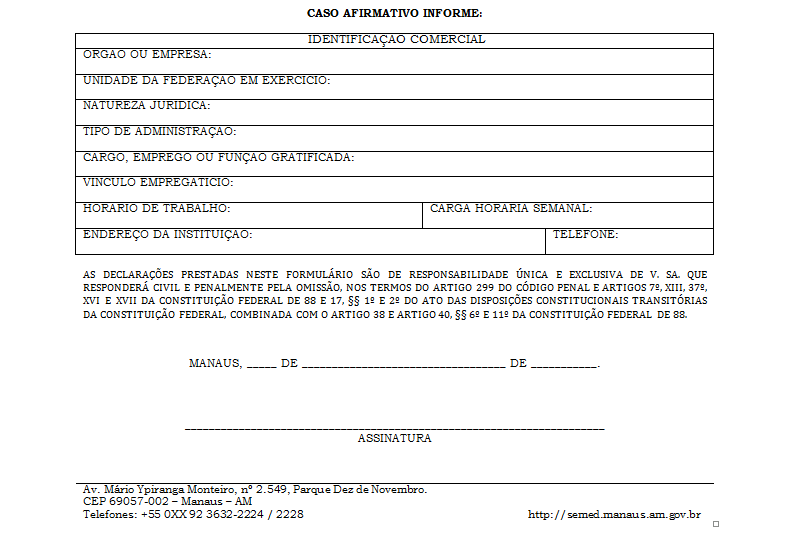 CASO AFIRMATIVO INFORME:
IDENTIFICAÇAO COMERCIAL
ORGAO OU EMPRESA:
UNIDADE DA FEDERAÇAO EM EXERCICIO:
NATUREZA JURIDICA:
TIPO DE ADMINISTRAÇAO:
CARGO, EMPREGO OU FUNÇAO GRATIFICADA:
VINCULO EMPREGATICIO:
HORARIO DE TRABALHO: CARGA HORARIA SEMANAL:
ENDEREÇO DA INSTITUIÇAO: TELEFONE:
AS DECLARAÇÕES PRESTADAS NESTE FORMULÁRIO SÃO DE RESPONSABILIDADE ÚNICA E EXCLUSIVA DE V. SA. QUE
RESPONDERÁ CIVIL E PENALMENTE PELA OMISSÃO, NOS TERMOS DO ARTIGO 299 DO CÓDIGO PENAL E ARTIGOS 7º, XIII, 37º,
XVI E XVII DA CONSTITUIÇÃO FEDERAL DE 88 E 17, §§ 1º E 2º DO ATO DAS DISPOSIÇÕES CONSTITUCIONAIS TRANSITÓRIAS
DA CONSTITUIÇÃO FEDERAL, COMBINADA COM O ARTIGO 38 E ARTIGO 40, §§ 6º E 11º DA CONSTITUIÇÃO FEDERAL DE 88.
MANAUS, _____ DE __________________________________ DE ___________.
______________________________________________________________________
ASSINATURA
Av. Mário Ypiranga Monteiro, nº 2.549, Parque Dez de Novembro.
CEP 69057-002 – Manaus – AM
Telefones: +55 0XX 92 3632-2224 / 2228 http://semed.manaus.am.gov.br